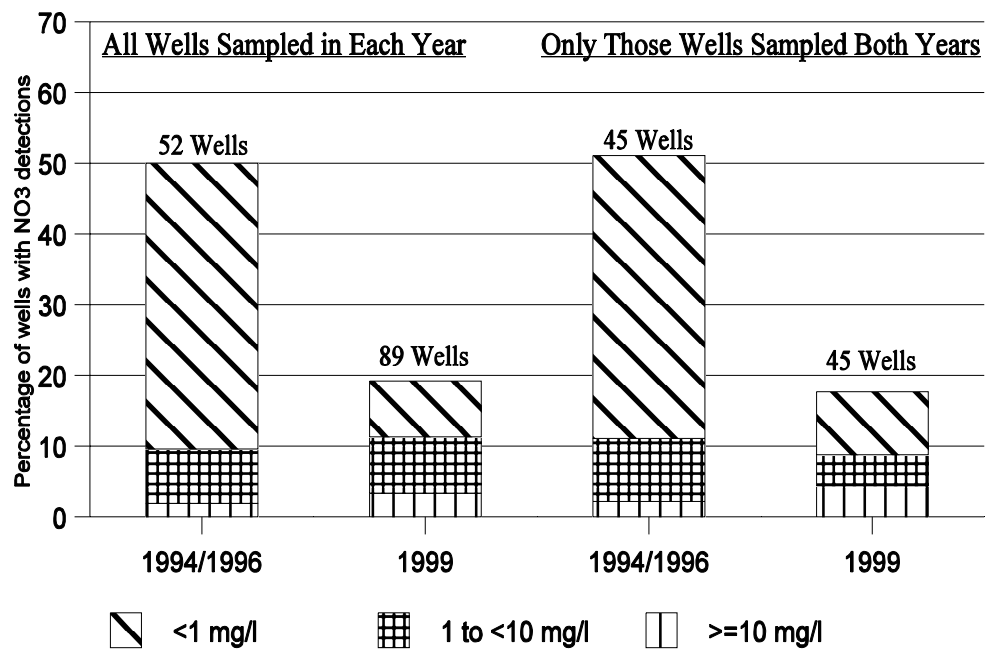 70
All Wells Sampled in Each Year
Only Those Wells Sampled Both Years
Percentage of wells with NO3 detections
60
50
40
30
20
10
0
52 Wells
89 Wells
45 Wells
45 Wells
1994/1996
1999
1994/1996
1999
<1 mg/l
1 to <10 mg/l
>=10 mg/l